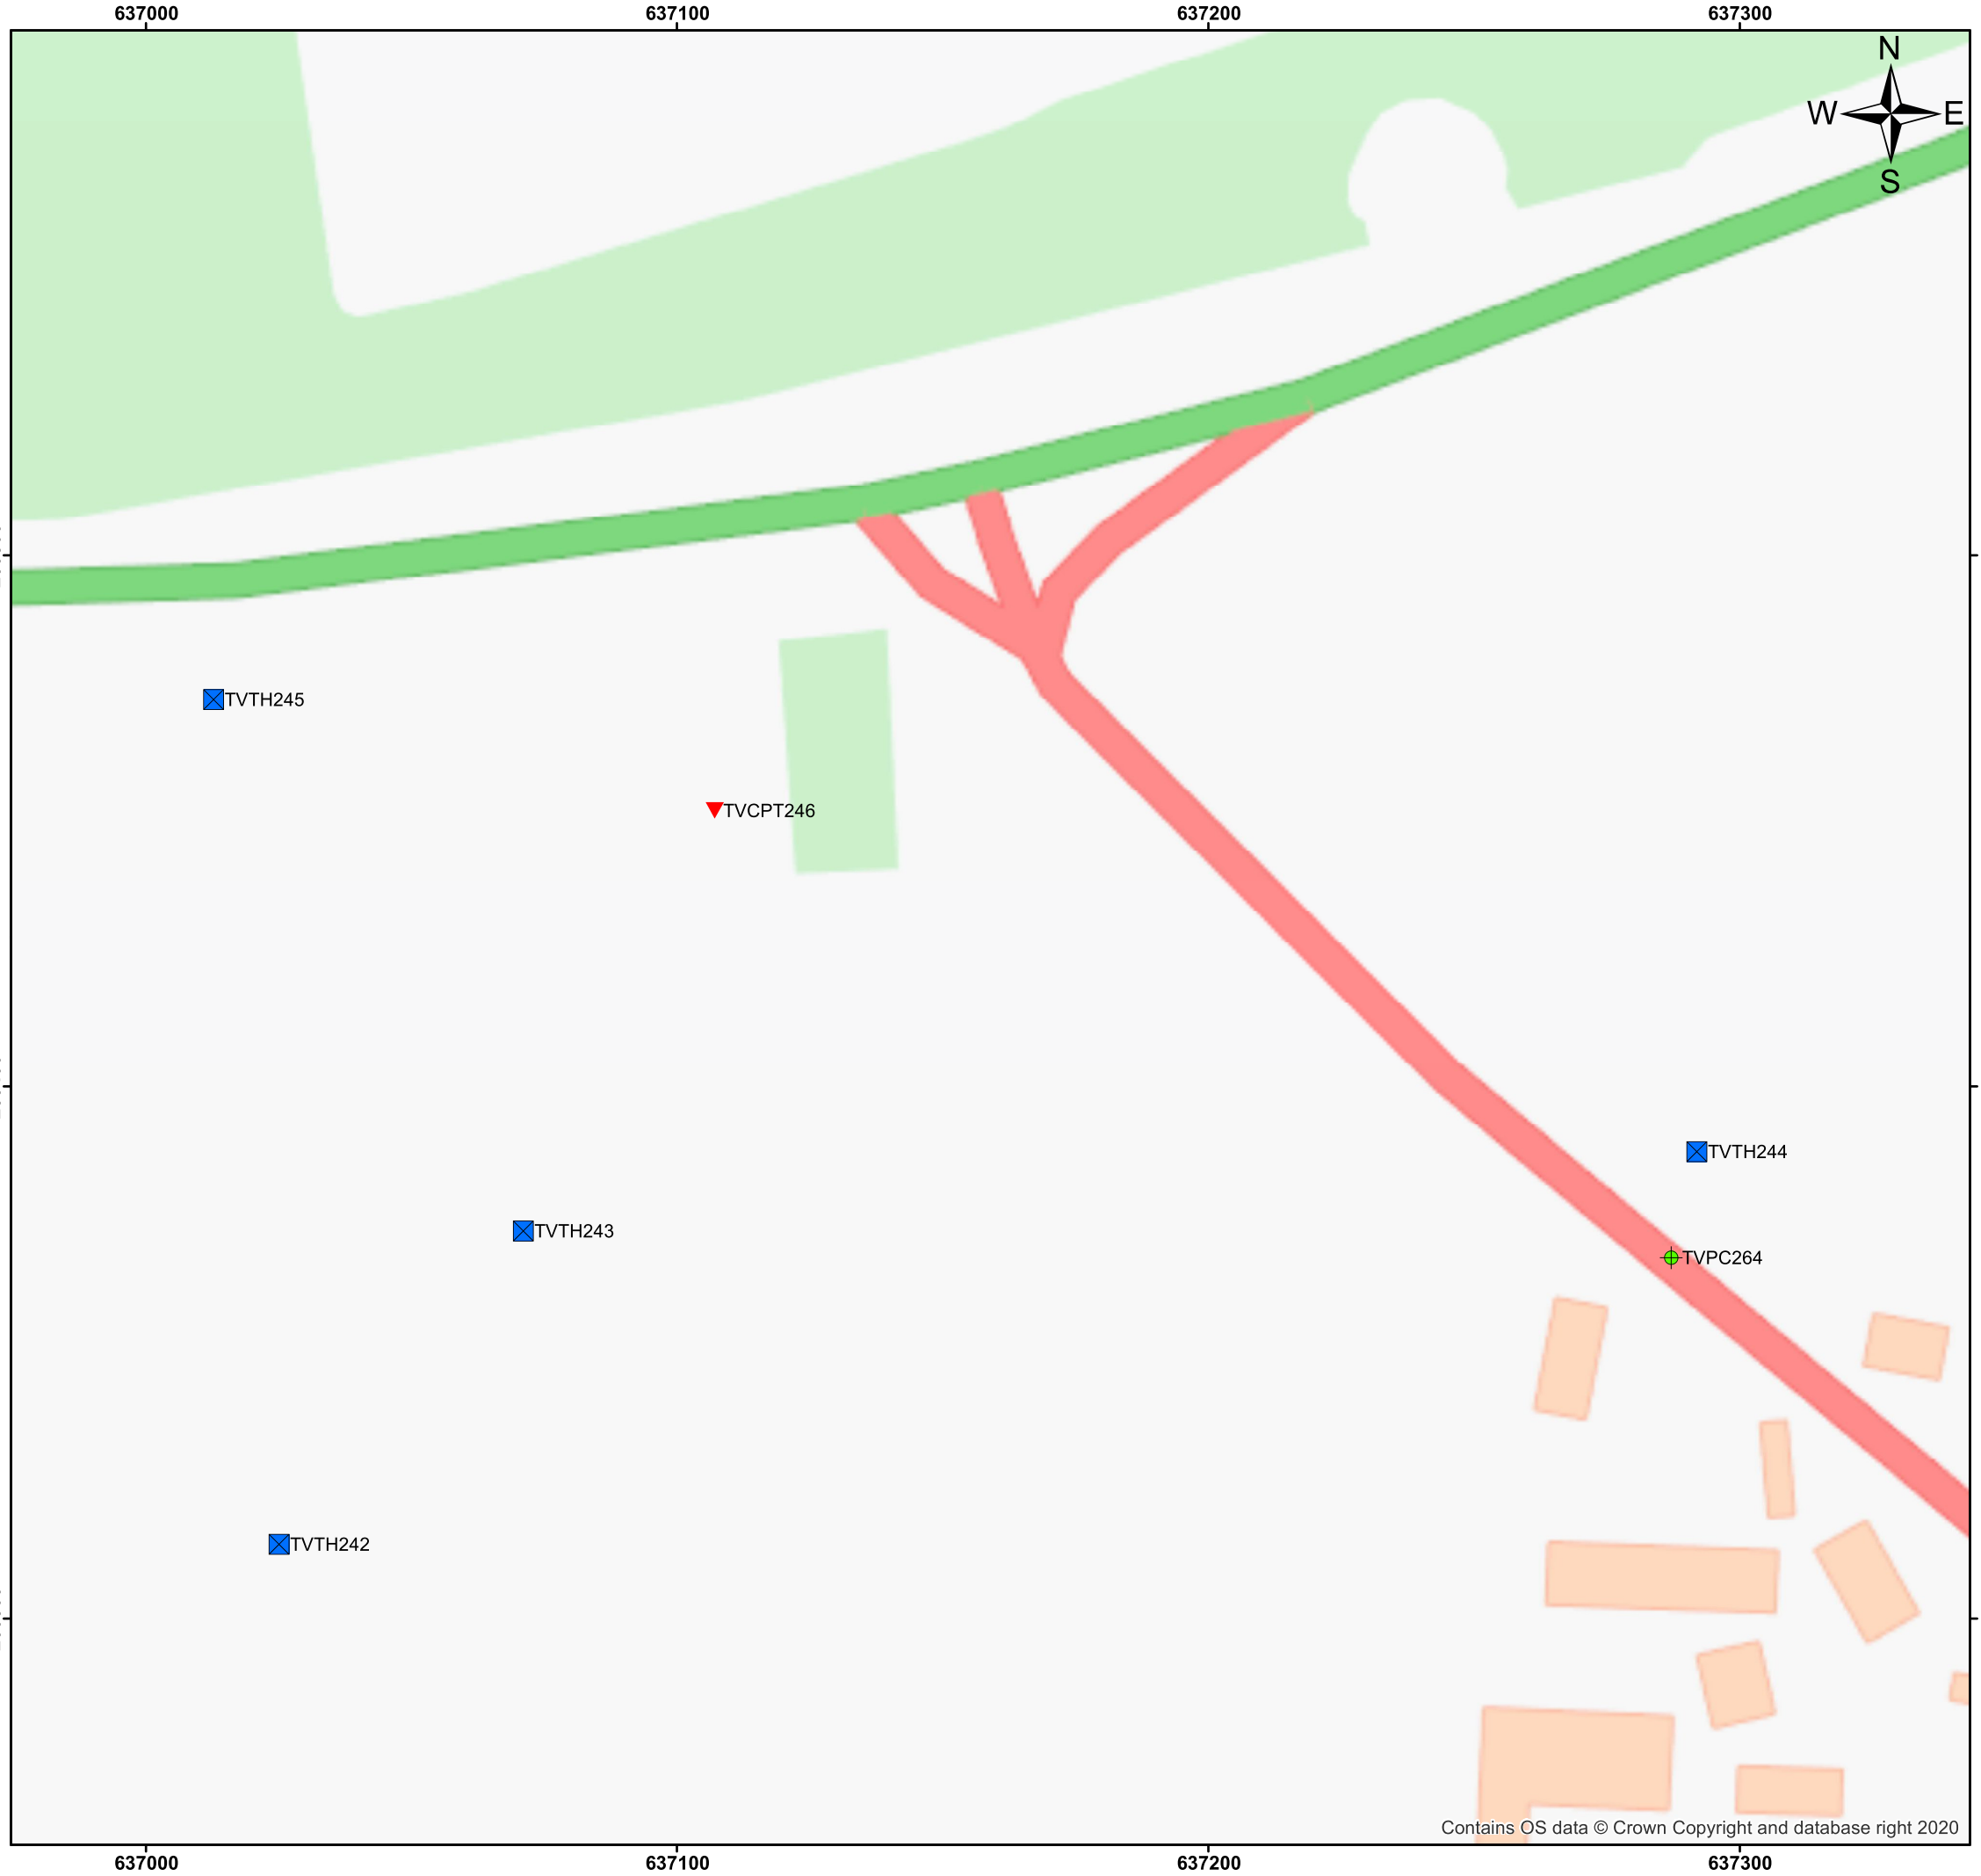 637000 637100 637200 637300
N
W E
S
TVTH245
TVCPT246
TVTH244
TVTH243
TVPC264
TVTH242
Contains OS data © Crown Copyright and database right 2020
637000 637100 637200 637300